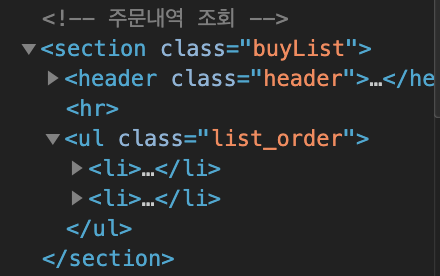 <!-- 주문내역 조회 -->
▼<section class="buyList">
▶<header class="header">…</he
<hr>
▼<ul class="list_order">
▶<li>…</li>
▶<li>…</li>
</ul>
</section>